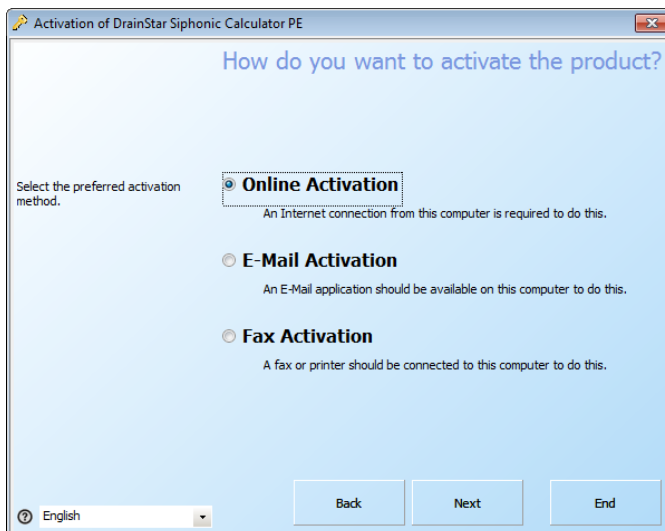 Activation of DrainStar Siphonic Calculator PE
How do you want to activate the product?
Select the preferred activation
method.
Online Activation
An Internet connection from this computer is required to do this.
E-Mail Activation
An E-Mail application should be available on this computer to do this.
Fax Activation
A fax or printer should be connected to this computer to do this.
English
Back
Next
End